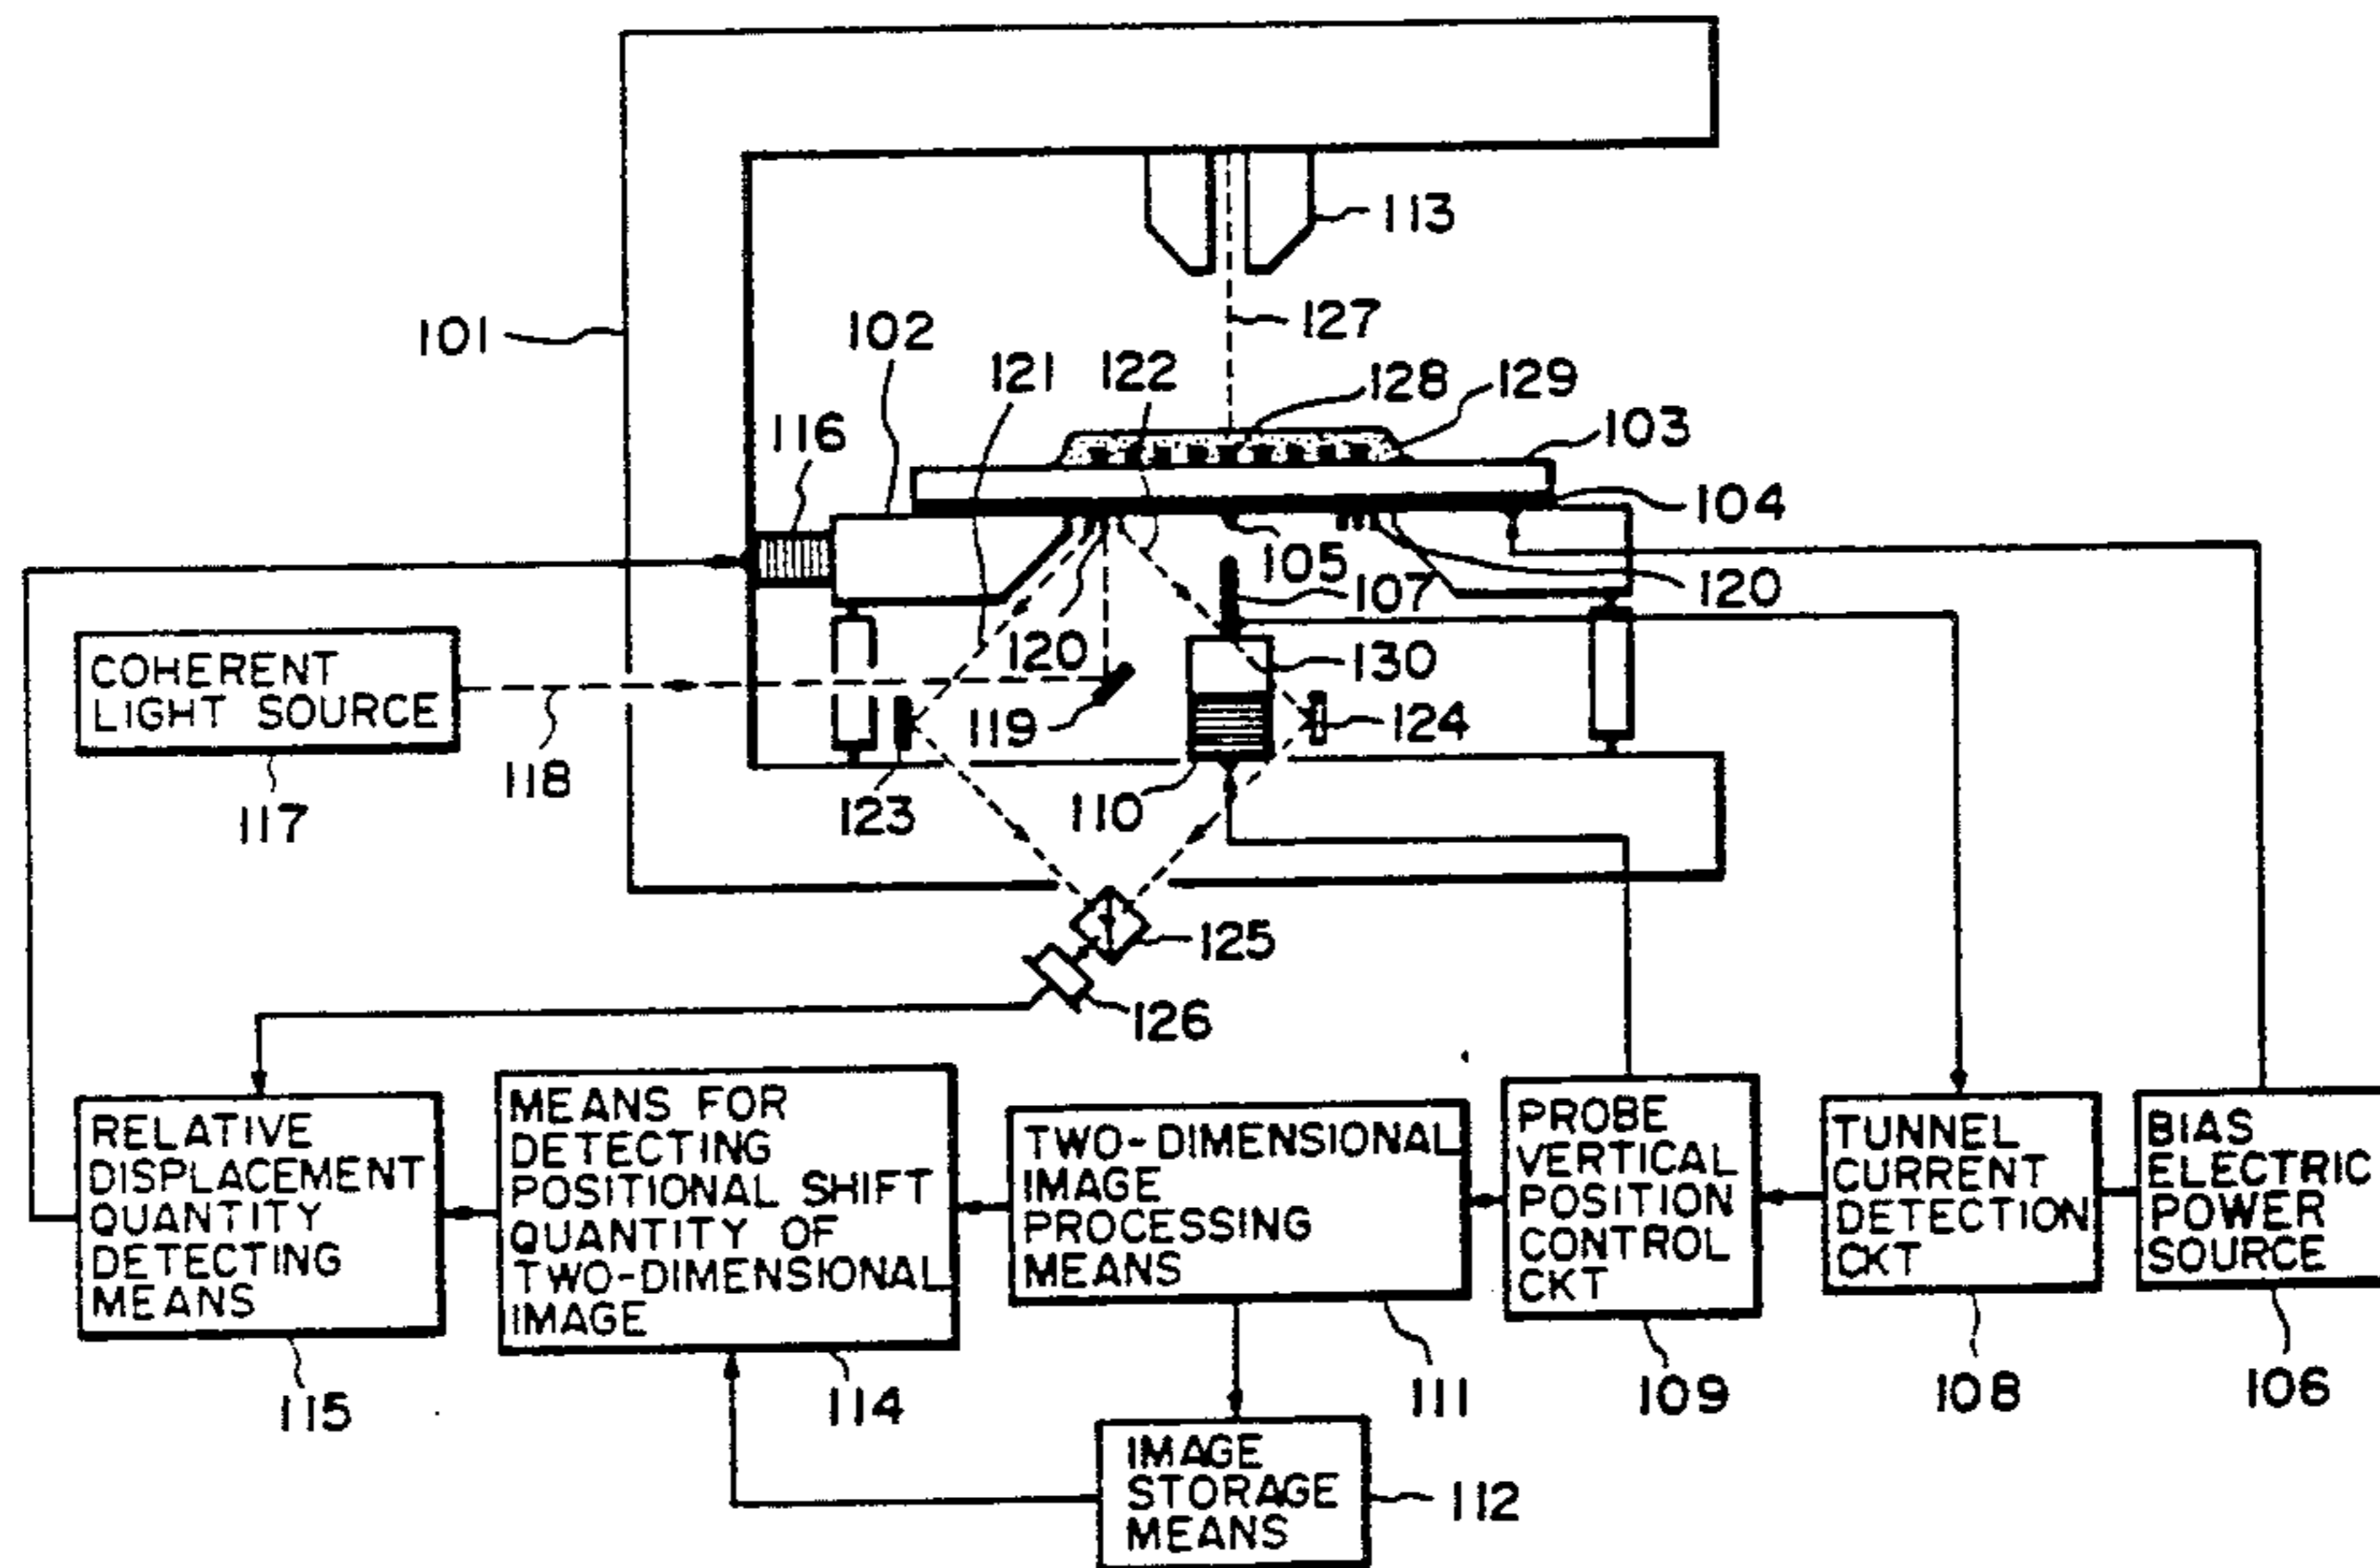 113
101
102
127
121
122
128
129
116
103
104
105
107
120
120
130
COHERENT
LIGHT SOURCE
119
124
118
117
123
110
125
126
RELATIVE
DISPLACEMENT
QUANTITY
DETECTING
MEANS
MEANS FOR
DETECTING
POSITIONAL SHIFT
QUANTITY OF
TWO-DIMENSIONAL
IMAGE
TWO-DIMENSIONAL
IMAGE
PROCESSING
MEANS
PROBE
VERTICAL
POSITION
CONTROL
CKT
TUNNEL
CURRENT
DETECTION
CKT
BIAS
ELECTRIC
POWER
SOURCE
115
114
111
109
108
106
IMAGE
STORAGE
MEANS
112